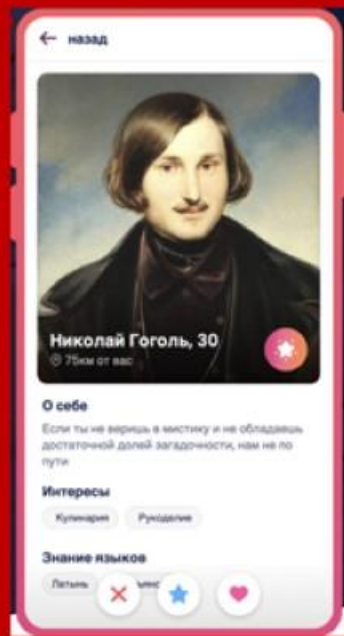 назад
Николай Гоголь, 30
75км от вас
О себе
Если ты не веришь в мистику и не обладаешь
достаточной долей загадочности, нам не по
пути
Интересы
Кулинария Рукоделие
Знание языков
Латынь